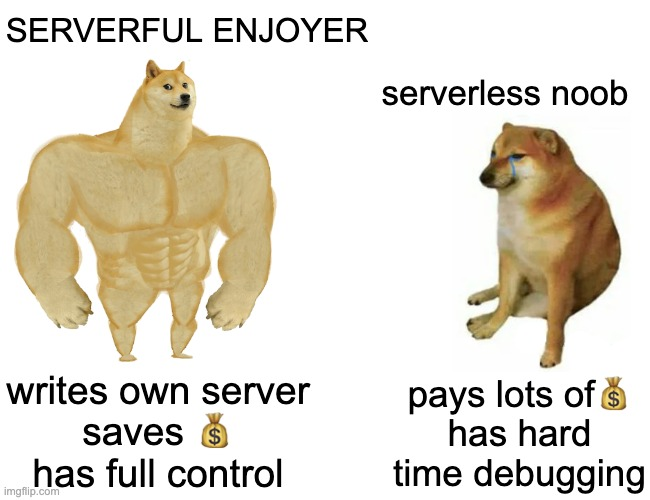 SERVERFUL ENJOYER
serverless noob
writes own server
saves 💰
has full control
pays lots of💰
has hard
time debugging
imgflip.com